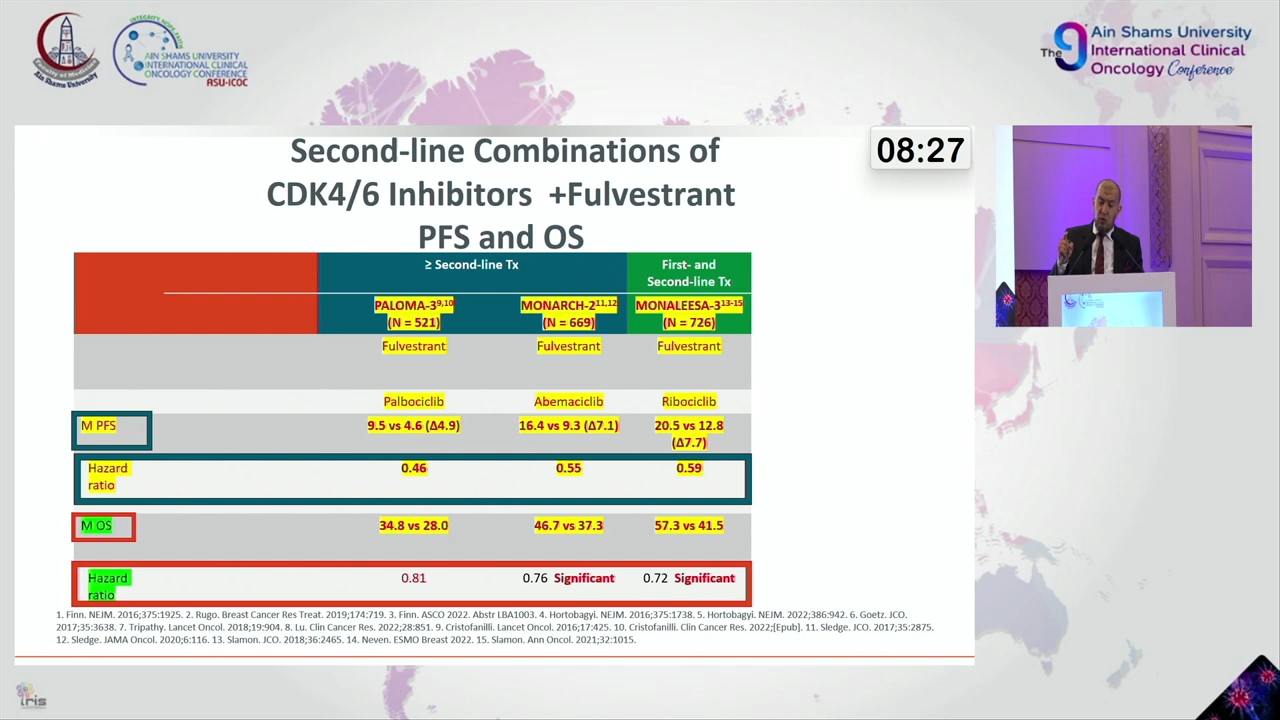 Faculty of Medicine
Ain Shams University
INTEGRITY HOPE FAITH
AIN SHAMS UNIVERSITY
INTERNATIONAL CLINICAL
ONCOLOGY CONFERENCE
ASU-ICOC
The 9
Ain Shams University
International Clinical
Oncology Conference
08:27
Second-line Combinations of
CDK4/6 Inhibitors +Fulvestrant
PFS and OS
≥ Second-line Tx
First- and
Second-line Tx
PALOMA-39,10
(N = 521)
MONARCH-211,12
(N = 669)
MONALEESA-313-15
(N = 726)
Fulvestrant Fulvestrant Fulvestrant
Palbociclib Abemaciclib Ribociclib
M PFS 9.5 vs 4.6 (Δ4.9) 16.4 vs 9.3 (Δ7.1) 20.5 vs 12.8
(Δ7.7)
Hazard 0.46 0.55 0.59
ratio
M OS 34.8 vs 28.0 46.7 vs 37.3 57.3 vs 41.5
Hazard 0.81 0.76 Significant 0.72 Significant
ratio
1. Finn. NEJM. 2016;375:1925. 2. Rugo. Breast Cancer Res Treat. 2019;174:719. 3. Finn. ASCO 2022. Abstr LBA1003. 4. Hortobagyi. NEJM. 2016;375:1738. 5. Hortobagyi. NEJM. 2022;386:942. 6. Goetz. JCO.
2017;35:3638. 7. Tripathy. Lancet Oncol. 2018;19:904. 8. Lu. Clin Cancer Res. 2022;28:851. 9. Cristofanilli. Lancet Oncol. 2016;17:425. 10. Cristofanilli. Clin Cancer Res. 2022;[Epub]. 11. Sledge. JCO. 2017;35:2875.
12. Sledge. JAMA Oncol. 2020;6:116. 13. Slamon. JCO. 2018;36:2465. 14. Neven. ESMO Breast 2022. 15. Slamon. Ann Oncol. 2021;32:1015.
iris